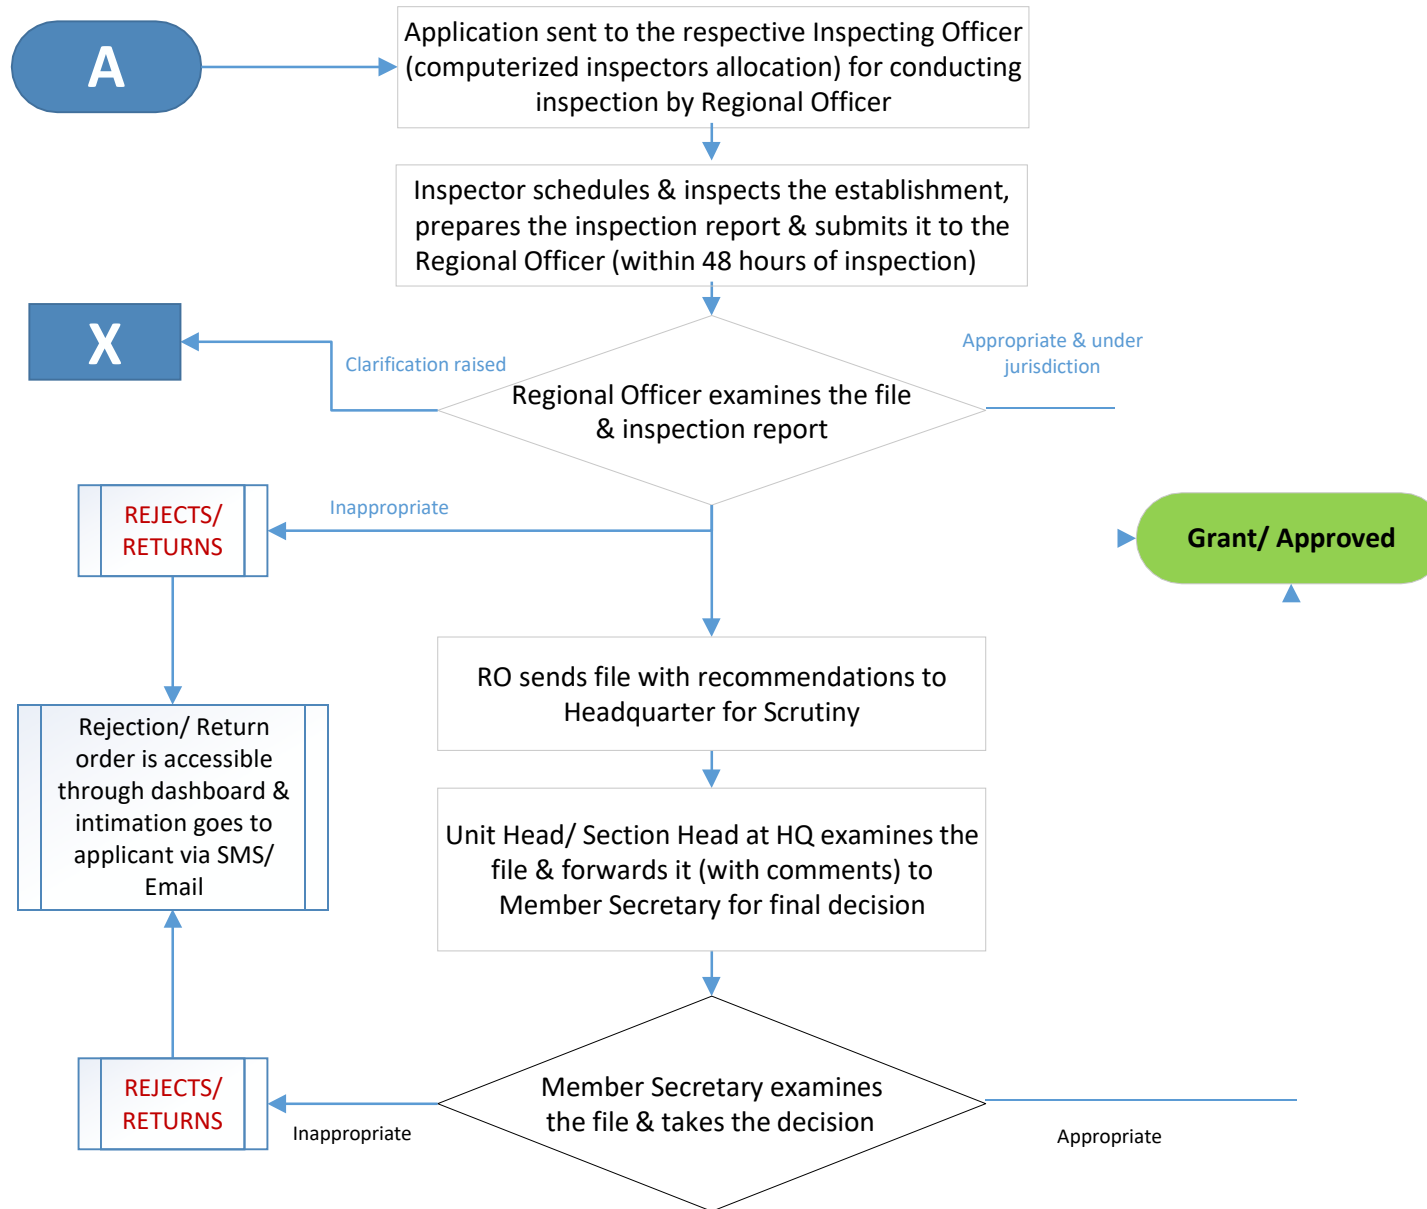 A
Application sent to the respective Inspecting Officer
(computerized inspectors allocation) for conducting
inspection by Regional Officer
Inspector schedules & inspects the establishment,
prepares the inspection report & submits it to the
Regional Officer (within 48 hours of inspection)
X
Clarification raised
Appropriate & under
jurisdiction
Regional Officer examines the file
& inspection report
REJECTS/
RETURNS
Inappropriate
Grant/ Approved
RO sends file with recommendations to
Headquarter for Scrutiny
Rejection/ Return
order is accessible
through dashboard &
intimation goes to
applicant via SMS/
Email
Unit Head/ Section Head at HQ examines the
file & forwards it (with comments) to
Member Secretary for final decision
REJECTS/
RETURNS
Inappropriate
Member Secretary examines
the file & takes the decision
Appropriate